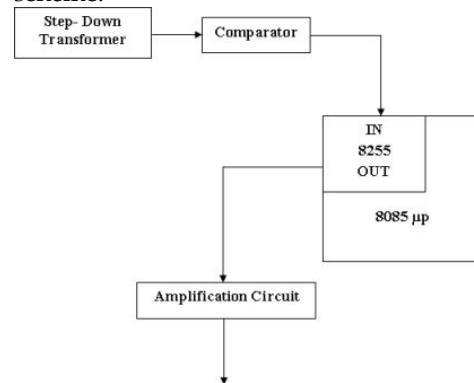 scheme.
Step- Down
Transformer
Comparator
IN
8255
OUT
8085 μp
Amplification Circuit